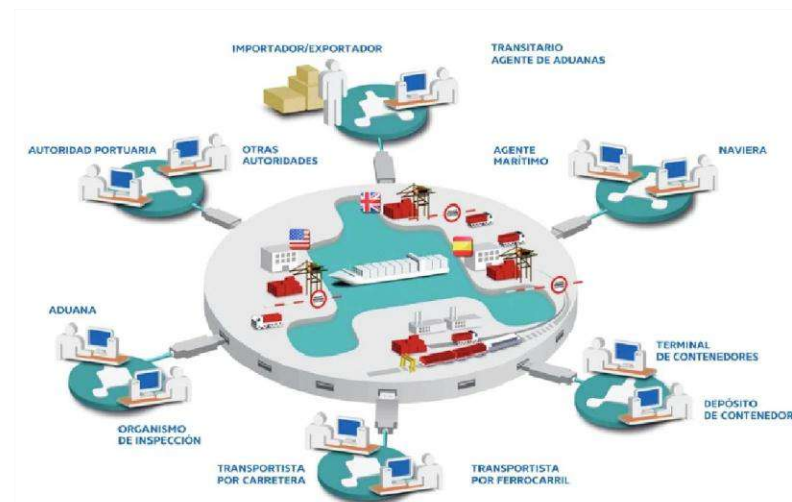 IMPORTADOR/EXPORTADOR
TRANSITARIO
AGENTE DE ADUANAS
AUTORIDAD PORTUARIA
OTRAS
AUTORIDADES
AGENTE
MARÍTIMO
NAVIERA
ADUANA
ORGANISMO
DE INSPECCIÓN
TERMINAL
DE CONTENEDORES
DEPÓSITO
DE CONTENEDOR
TRANSPORTISTA
POR CARRETERA
TRANSPORTISTA
POR FERROCARRIL